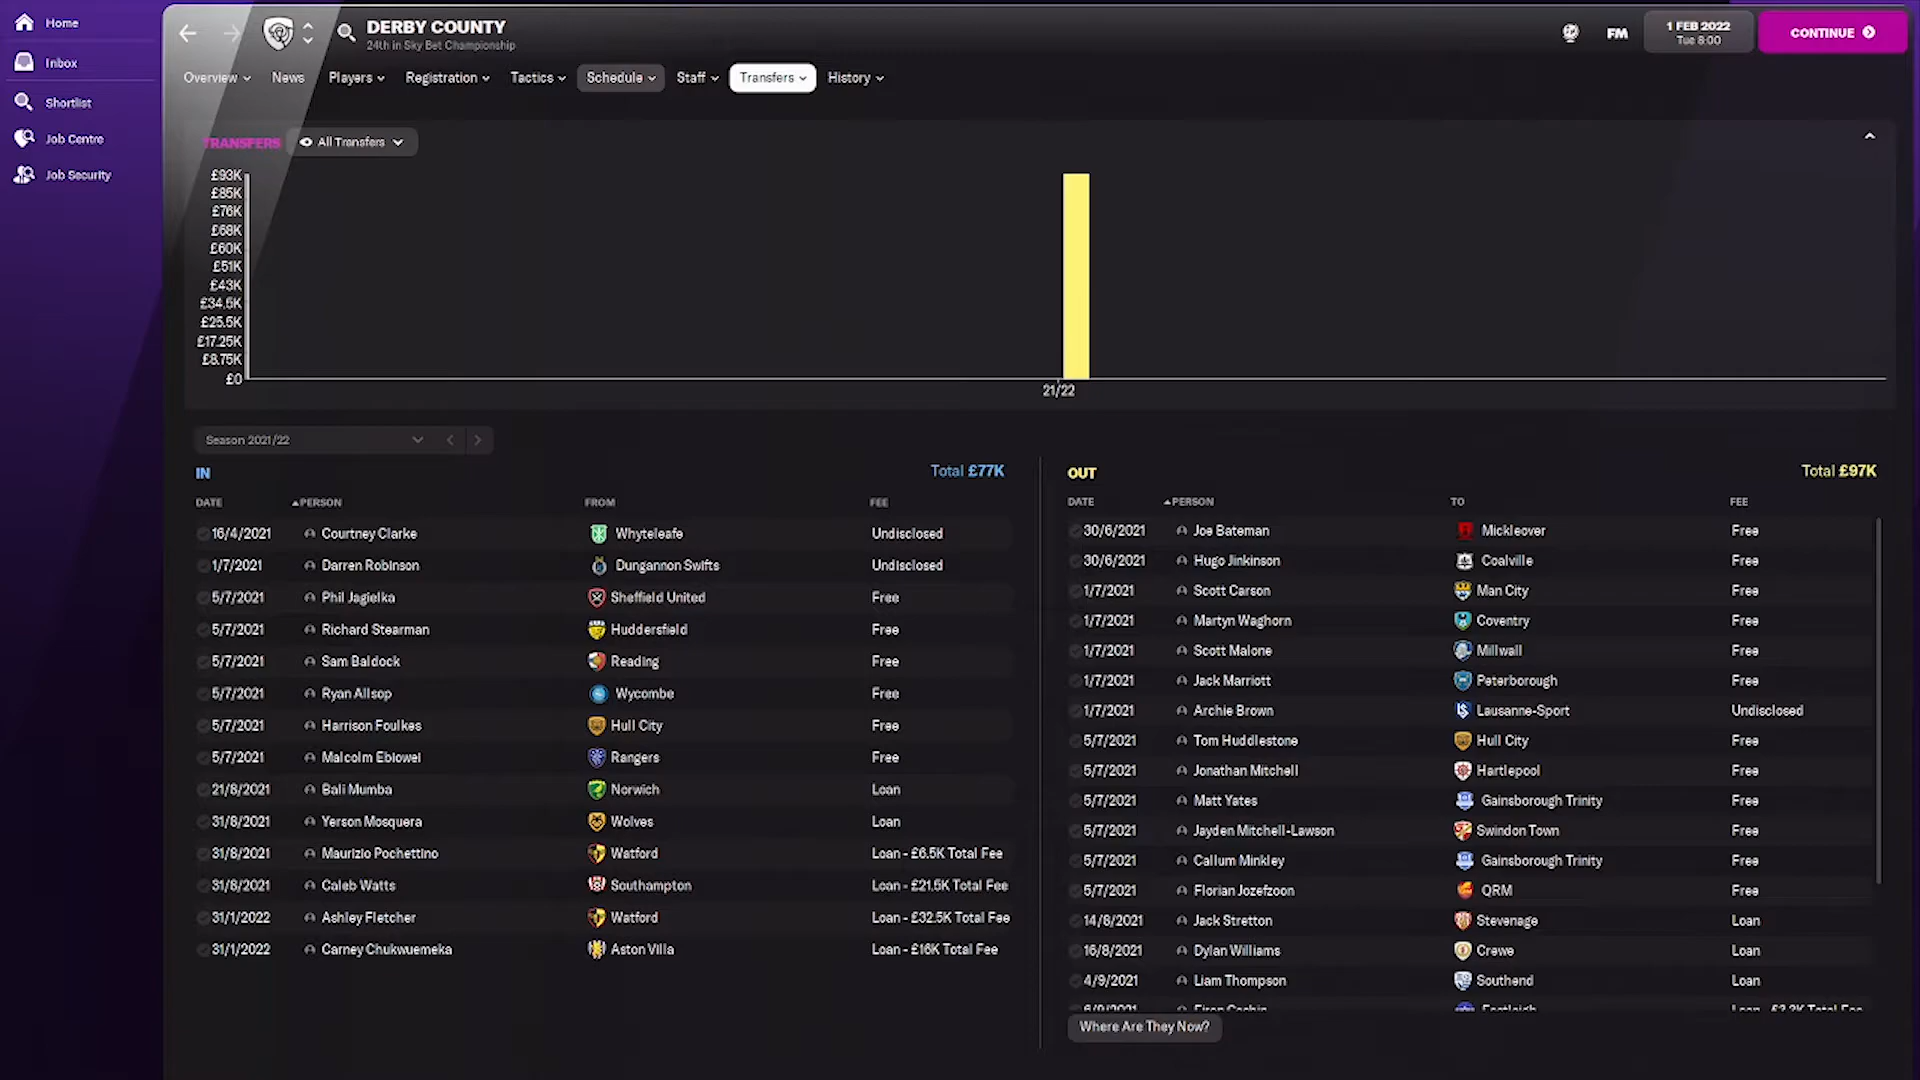 Home
Inbox
Shortlist
Job Centre
Job Security
DERBY COUNTY
24th in Sky Bet Championship
FM
1 FEB 2022
Tue 8:00
CONTINUE
Overview News Players Registration Tactics Schedule Staff Transfers History
TRANSFERS All Transfers
£93K
£85K
£76K
£68K
£60K
£51K
£43K
£34.5K
£25.5K
£17.25K
£8.75K
£0
21/22
Season 2021/22
IN Total £77K
DATE PERSON FROM FEE
16/4/2021 Courtney Clarke Whyteleafe Undisclosed
1/7/2021 Darren Robinson Dungannon Swifts Undisclosed
5/7/2021 Phil Jagielka Sheffield United Free
5/7/2021 Richard Stearman Huddersfield Free
5/7/2021 Sam Baldock Reading Free
5/7/2021 Ryan Allsop Wycombe Free
5/7/2021 Harrison Foulkes Hull City Free
5/7/2021 Malcolm Ebiowei Rangers Free
21/8/2021 Bali Mumba Norwich Loan
31/8/2021 Yerson Mosquera Wolves Loan
31/8/2021 Maurizio Pochettino Watford Loan - £6.5K Total Fee
31/8/2021 Caleb Watts Southampton Loan - £21.5K Total Fee
31/1/2022 Ashley Fletcher Watford Loan - £32.5K Total Fee
31/1/2022 Carney Chukwuemeka Aston Villa Loan - £16K Total Fee
OUT Total £97K
DATE PERSON TO FEE
30/6/2021 Joe Bateman Mickleover Free
30/6/2021 Hugo Jinkinson Coalville Free
1/7/2021 Scott Carson Man City Free
1/7/2021 Martyn Waghorn Coventry Free
1/7/2021 Scott Malone Millwall Free
1/7/2021 Jack Marriott Peterborough Free
1/7/2021 Archie Brown Lausanne-Sport Undisclosed
5/7/2021 Tom Huddlestone Hull City Free
5/7/2021 Jonathan Mitchell Hartlepool Free
5/7/2021 Matt Yates Gainsborough Trinity Free
5/7/2021 Jayden Mitchell-Lawson Swindon Town Free
5/7/2021 Callum Minkley Gainsborough Trinity Free
5/7/2021 Florian Jozefzoon QRM Free
14/8/2021 Jack Stretton Stevenage Loan
16/8/2021 Dylan Williams Crewe Loan
4/9/2021 Liam Thompson Southend Loan
Where Are They Now?